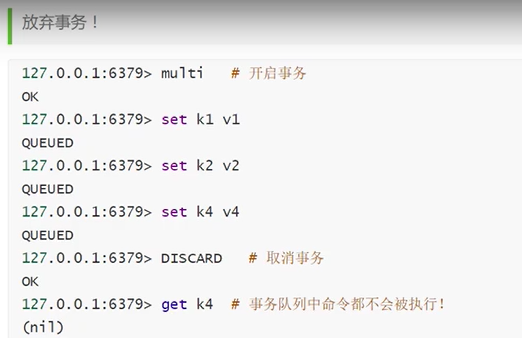 放弃事务！
127.0.0.1:6379> multi   # 开启事务
OK
127.0.0.1:6379> set k1 v1
QUEUED
127.0.0.1:6379> set k2 v2
QUEUED
127.0.0.1:6379> set k4 v4
QUEUED
127.0.0.1:6379> DISCARD   # 取消事务
OK
127.0.0.1:6379> get k4  # 事务队列中命令都不会被执行！
(nil)